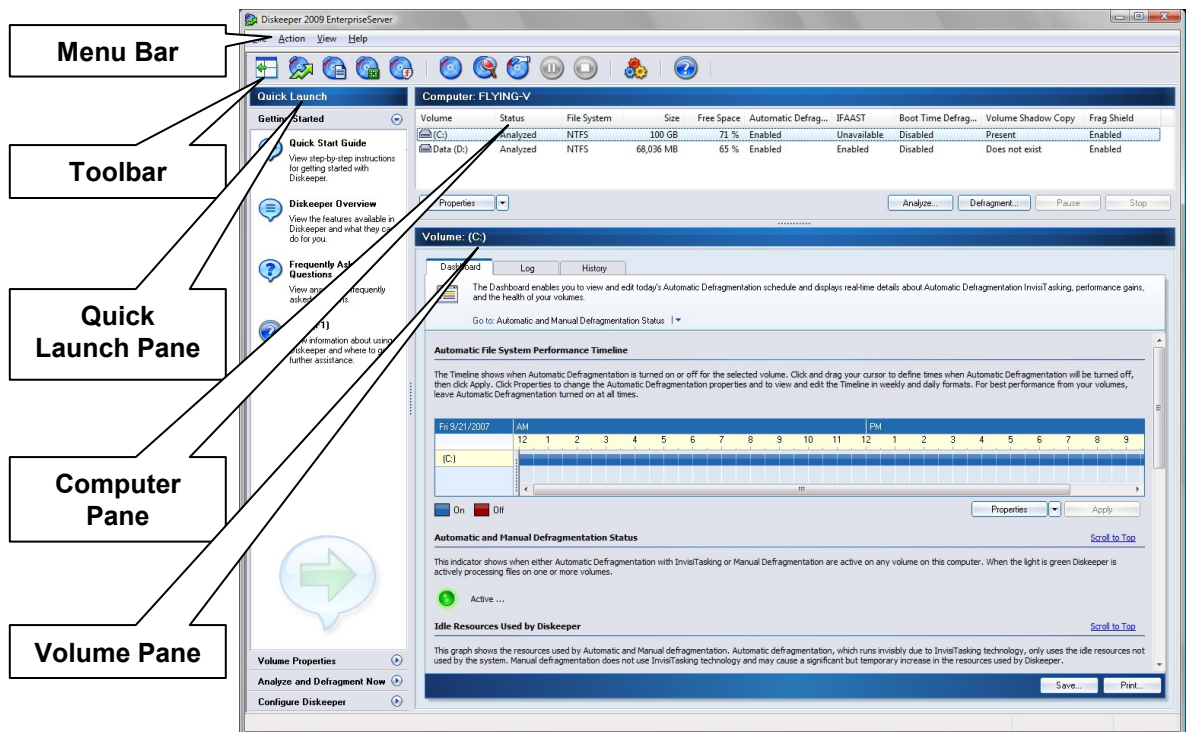 Diskeeper 2009 EnterpriseServer
Action View Help
Menu Bar
Toolbar
Quick
Launch Pane
Computer
Pane
Volume Pane
Quick Launch
Getting Started
Quick Start Guide
View step-by-step instructions
for getting started with
Diskeeper.
Diskeeper Overview
View the features available in
Diskeeper and what they can
do for you.
Frequently Asked
Questions
View frequently
asked
information about using
Diskeeper and where to
further assistance.
Volume Properties
Analyze and Defragment Now
Configure Diskeeper
Computer: FLYING-V
Volume Status File System Size Free Space Automatic Defrag... IFAAST Boot Time Defrag... Volume Shadow Copy Frag Shield
(C:) Analyzed NTFS 100 GB 71 % Enabled Unavailable Disabled Present Enabled
Data (D:) Analyzed NTFS 68,036 MB 65 % Enabled Enabled Disabled Does not exist Enabled
Properties Analyze... Defragment... Pause Stop
Volume: (C:)
Dashboard Log History
The Dashboard enables you to view and edit today's Automatic Defragmentation schedule and displays real-time details about Automatic Defragmentation InvisiTasking, performance gains,
and the health of your volumes.
Go to: Automatic and Manual Defragmentation Status
Automatic File System Performance Timeline
The Timeline shows when Automatic Defragmentation is turned on or off for the selected volume. Click and drag your cursor to define times when Automatic Defragmentation will be turned off,
then click Apply. Click Properties to change the Automatic Defragmentation properties and to view and edit the Timeline in weekly and daily formats. For best performance from your volumes,
leave Automatic Defragmentation turned on at all times.
Fri 9/21/2007 AM PM
12 1 2 3 4 5 6 7 8 9 10 11 12 1 2 3 4 5 6 7 8 9
(C:)
On Off Properties Apply
Automatic and Manual Defragmentation Status Scroll to Top
This indicator shows when either Automatic Defragmentation with InvisiTasking or Manual Defragmentation are active on any volume on this computer. When the light is green Diskeeper is
actively processing files on one or more volumes.
Active ...
Idle Resources Used by Diskeeper Scroll to Top
This graph shows the resources used by Automatic and Manual defragmentation. Automatic defragmentation, which runs invisibly due to InvisiTasking technology, only uses the idle resources not
used by the system. Manual defragmentation does not use InvisiTasking technology and may cause a significant but temporary increase in the resources used by Diskeeper.
Save... Print...